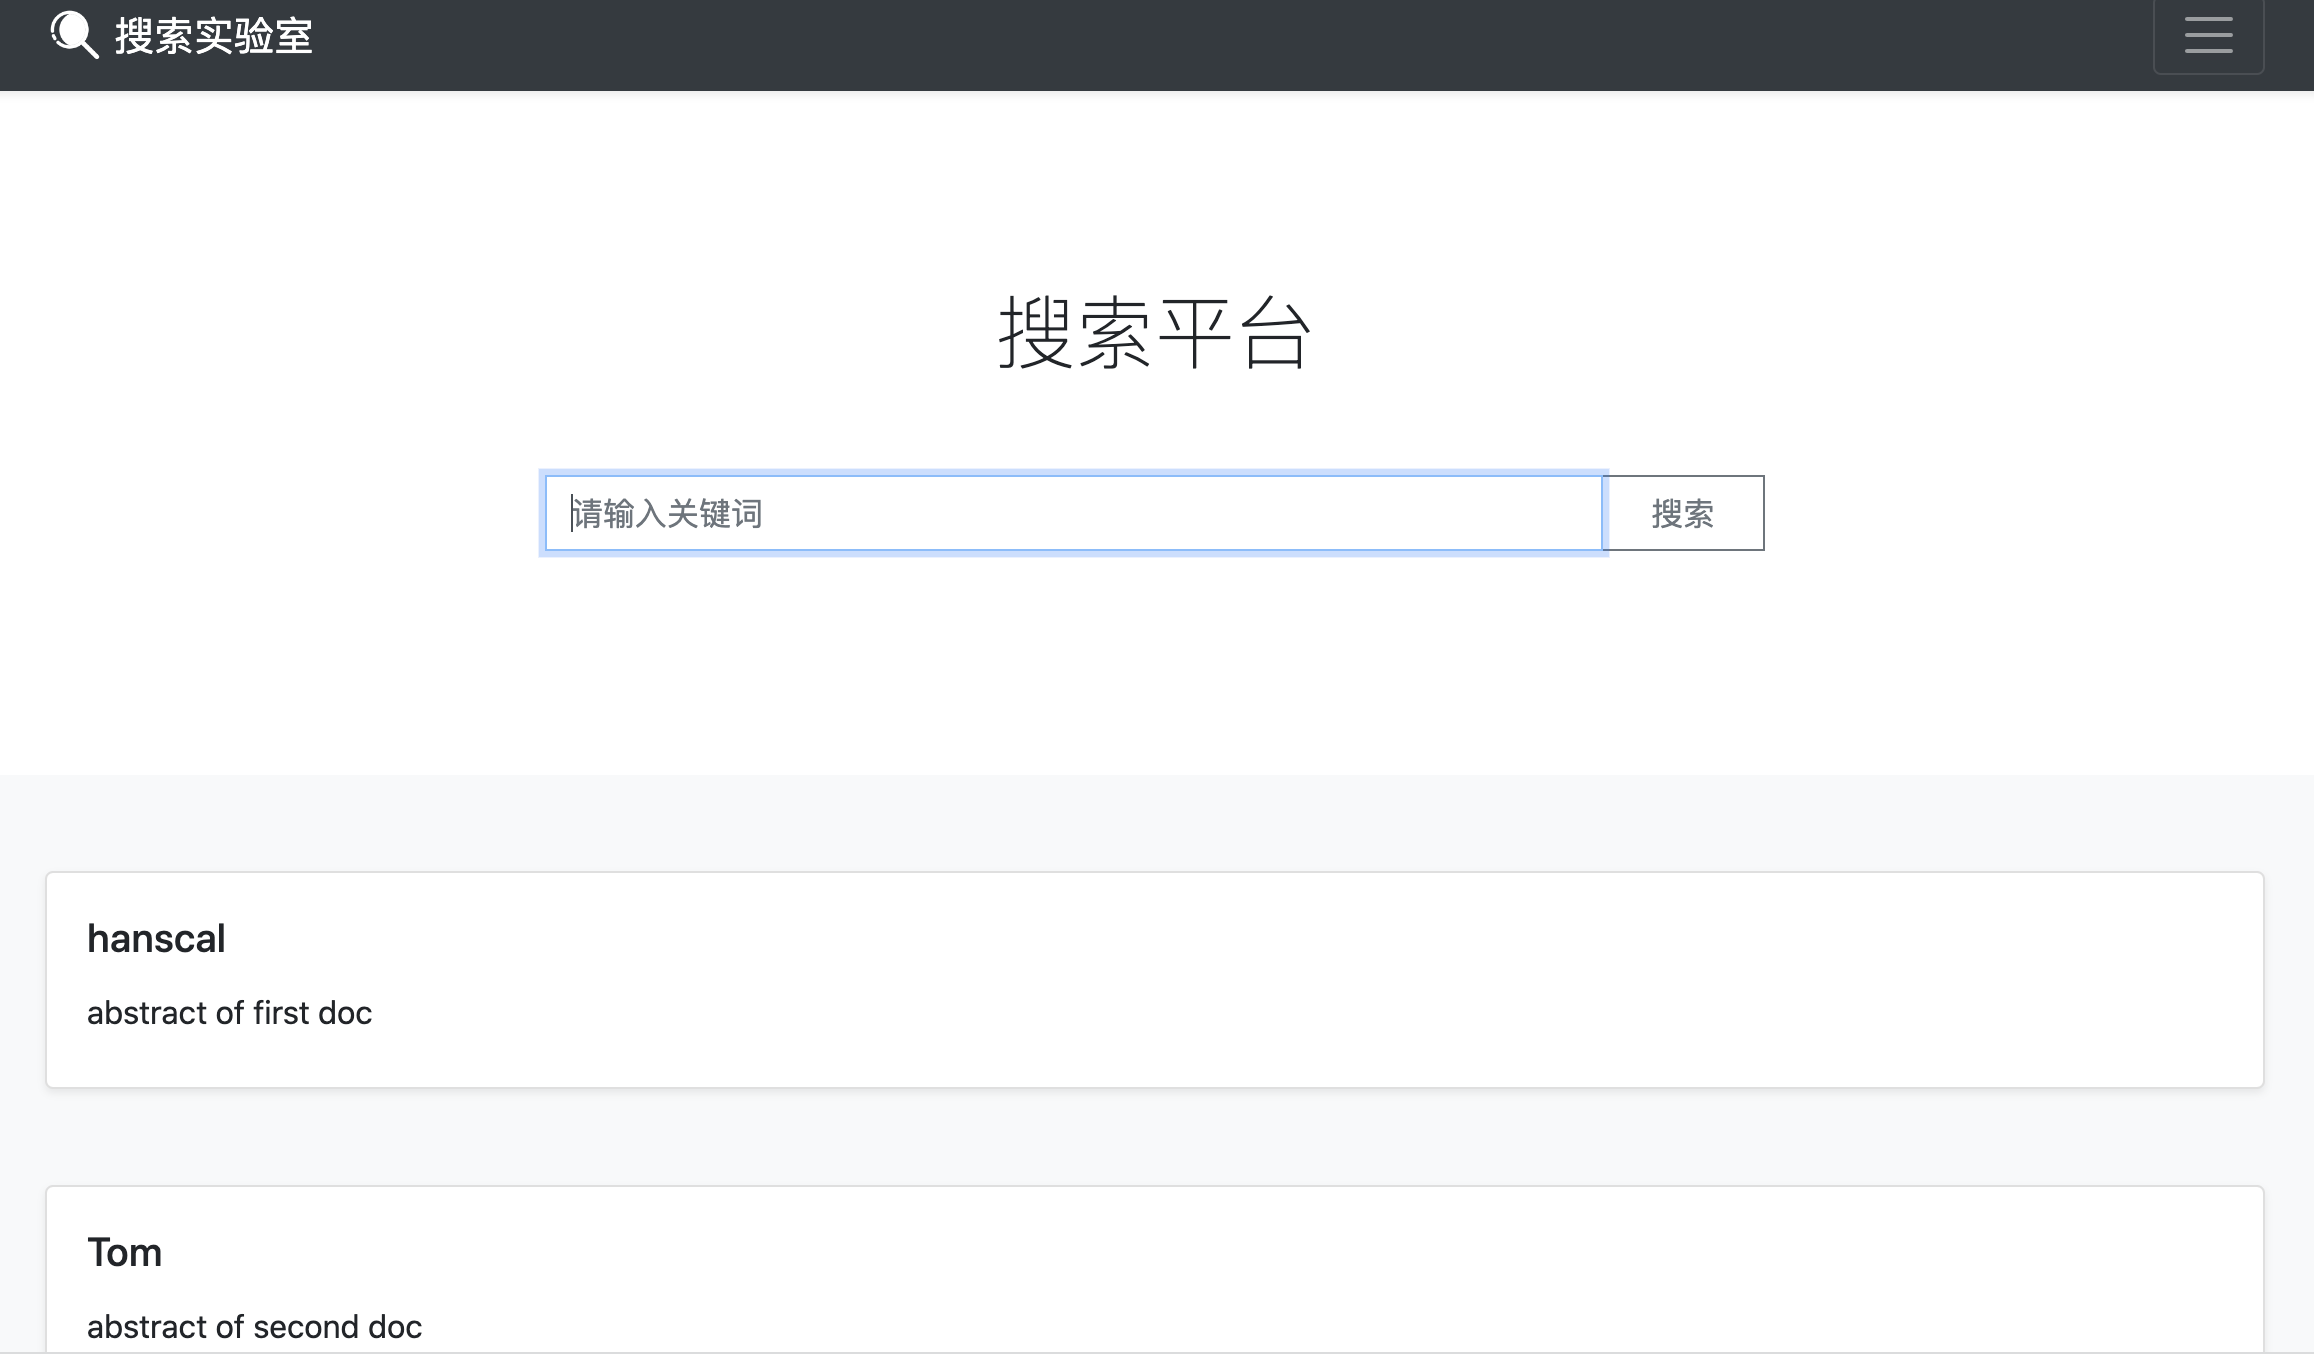 搜索实验室
搜索平台
请输入关键词 搜索
hanscal
abstract of first doc
Tom
abstract of second doc